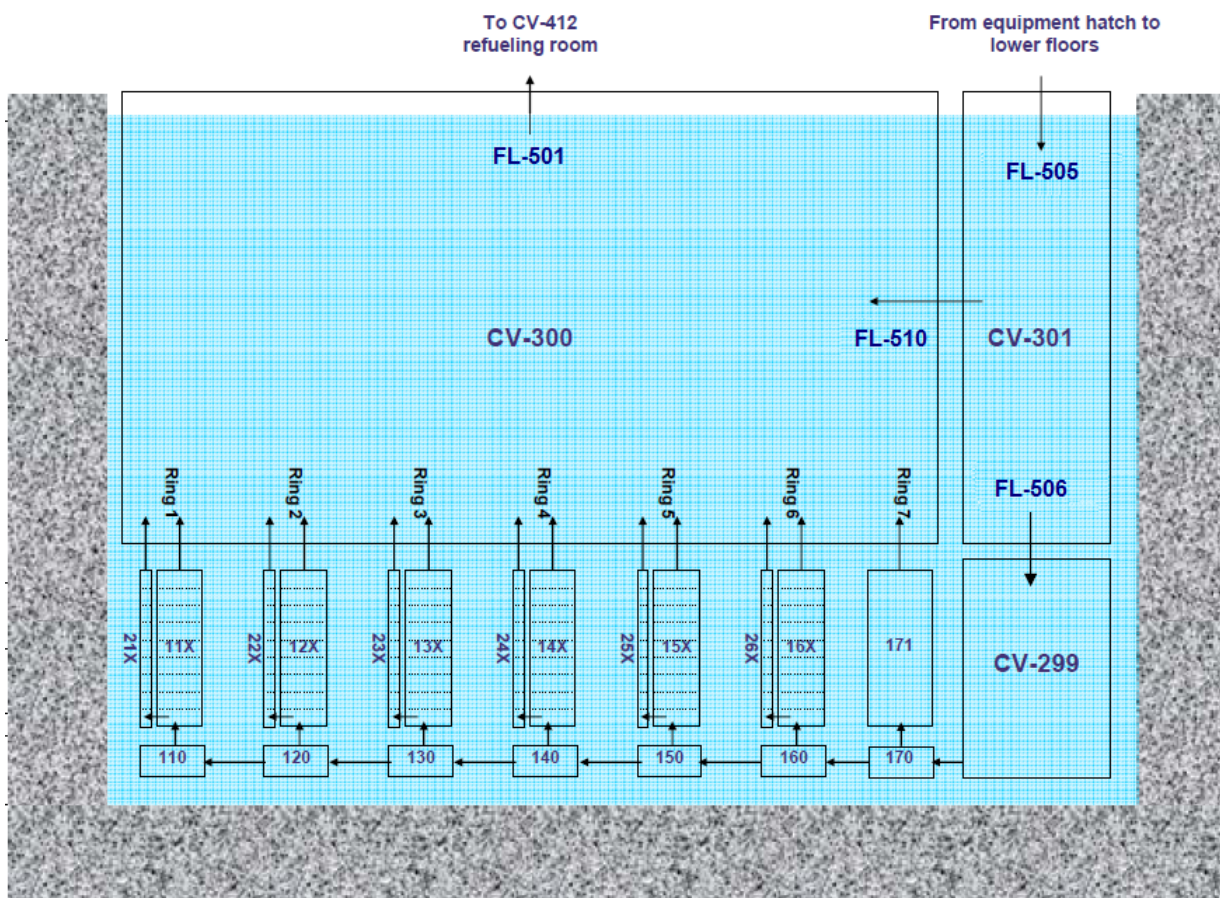 To CV-412
refueling room
From equipment hatch to
lower floors
FL-501
FL-505
CV-300
FL-510
CV-301
FL-506
Ring 1
Ring 2
Ring 3
Ring 4
Ring 5
Ring 6
Ring 7
21X
11X
22X
12X
23X
13X
24X
14X
25X
15X
26X
16X
171
CV-299
110
120
130
140
150
160
170